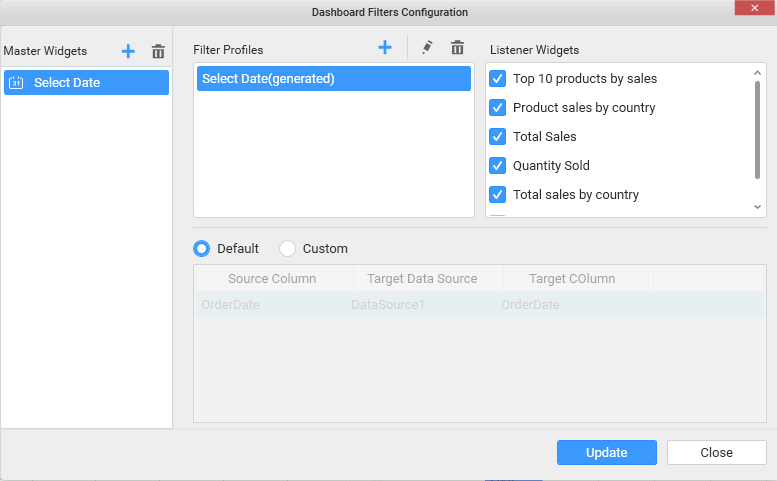 Dashboard Filters Configuration
Master Widgets
Filter Profiles
Listener Widgets
31
Select Date
Select Date(generated)
Top 10 products by sales
Product sales by country
Total Sales
Quantity Sold
Total sales by country
Default
Custom
Source Column
Target Data Source
Target COlumn
OrderDate
DataSource1
OrderDate
Update
Close